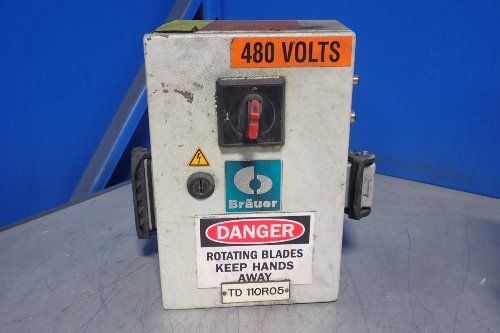 480 VOLTS
Bräuer
DANGER
ROTATING BLADES
KEEP HANDS
AWAY
TD 110R05